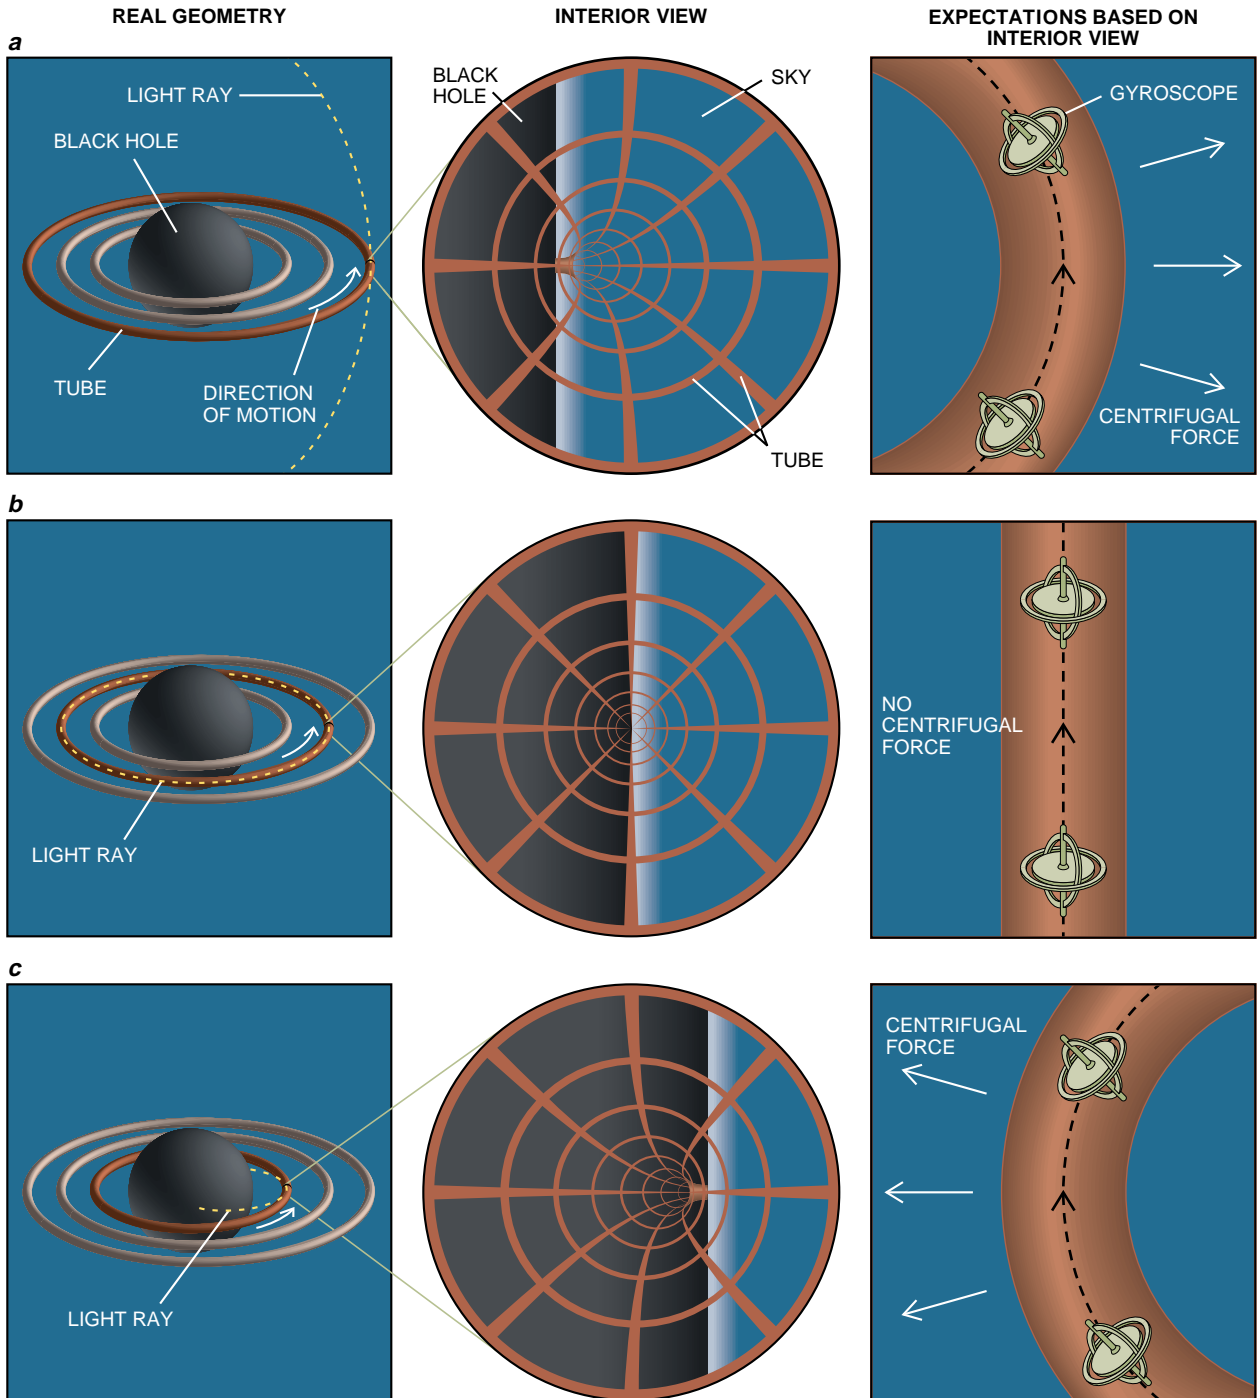 REAL GEOMETRY
INTERIOR VIEW
EXPECTATIONS BASED ON
INTERIOR VIEW
a
LIGHT RAY
BLACK HOLE
TUBE
DIRECTION
OF MOTION
BLACK
HOLE
SKY
TUBE
GYROSCOPE
CENTRIFUGAL
FORCE
b
LIGHT RAY
NO
CENTRIFUGAL
FORCE
c
LIGHT RAY
CENTRIFUGAL
FORCE